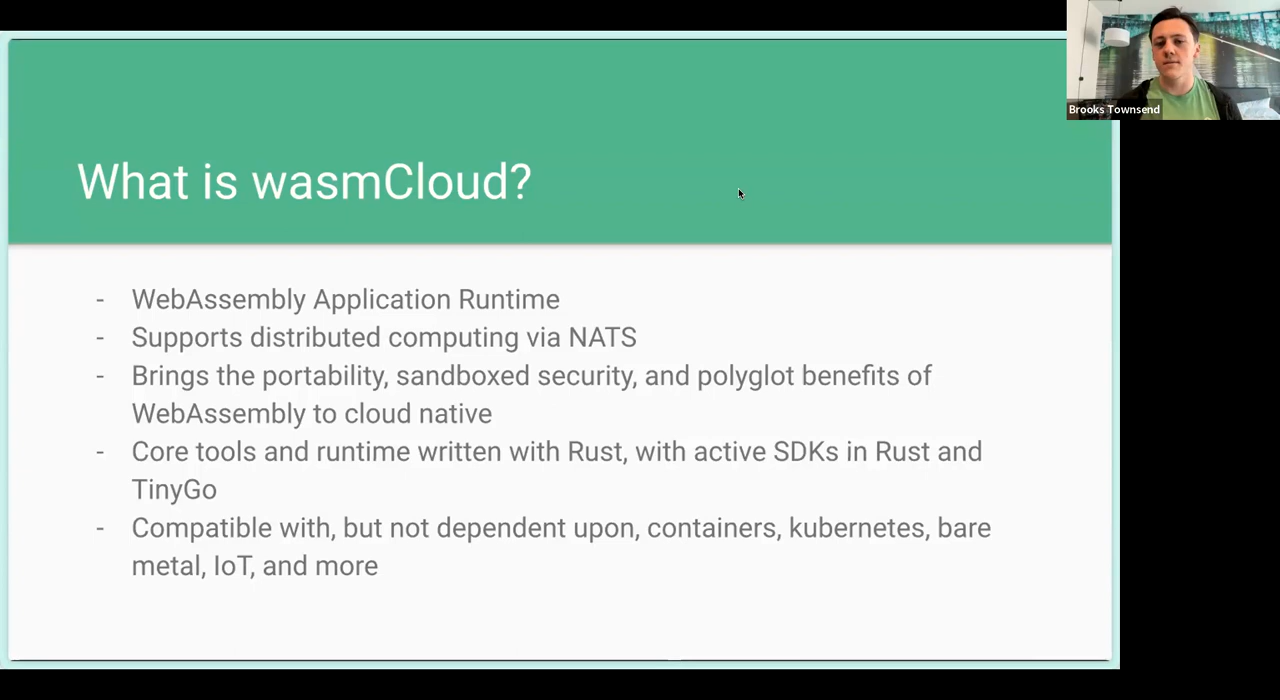 Brooks Townsend
What is wasmCloud?
- WebAssembly Application Runtime
- Supports distributed computing via NATS
- Brings the portability, sandboxed security, and polyglot benefits of
WebAssembly to cloud native
- Core tools and runtime written with Rust, with active SDKs in Rust and
TinyGo
- Compatible with, but not dependent upon, containers, kubernetes, bare
metal, IoT, and more